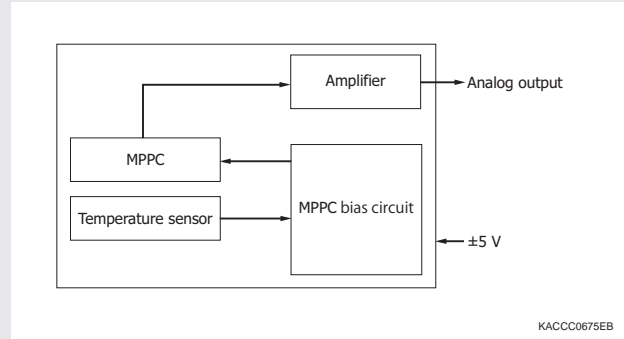 Amplifier
Analog output
MPPC
MPPC bias circuit
Temperature sensor
±5 V
KACCC0675EB